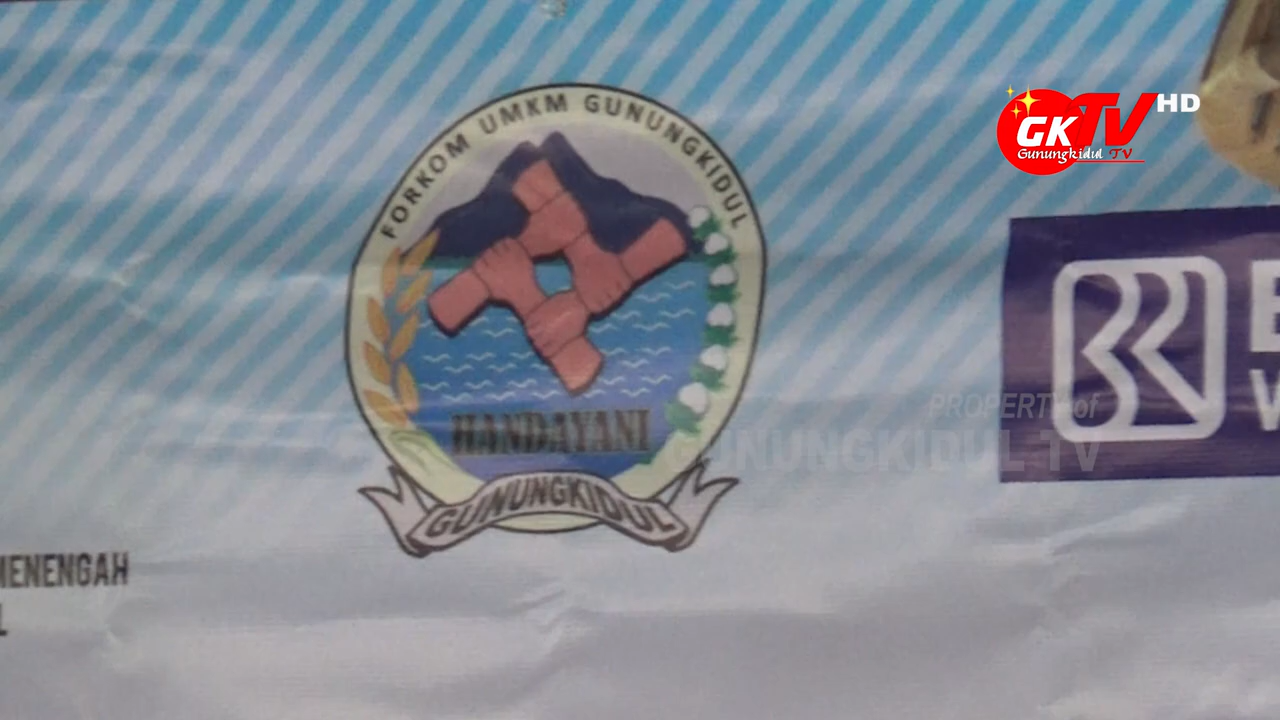 FORKOM UMKM GUNUNGKIDUL
HANDAYANI
GUNUNGKIDUL
GKTV HD
Gunungkidul TV
PROPERTY of
GUNUNGKIDUL TV
MENENGAH